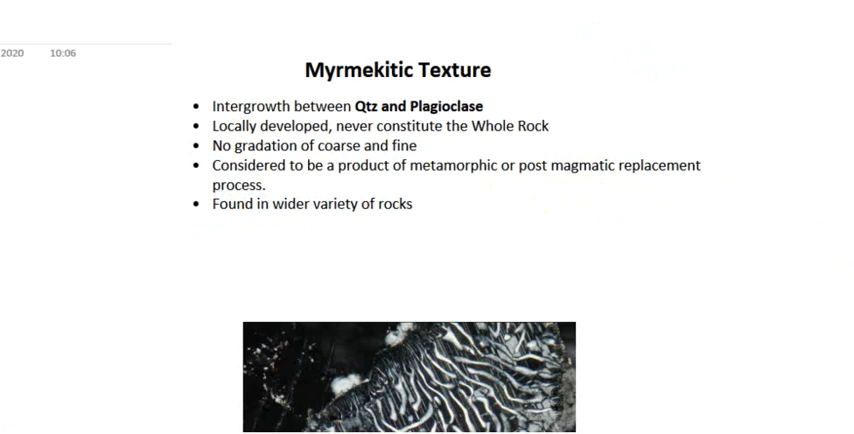 2020 10:06
Myrmekitic Texture
• Intergrowth between Qtz and Plagioclase
• Locally developed, never constitute the Whole Rock
• No gradation of coarse and fine
• Considered to be a product of metamorphic or post magmatic replacement
process.
• Found in wider variety of rocks